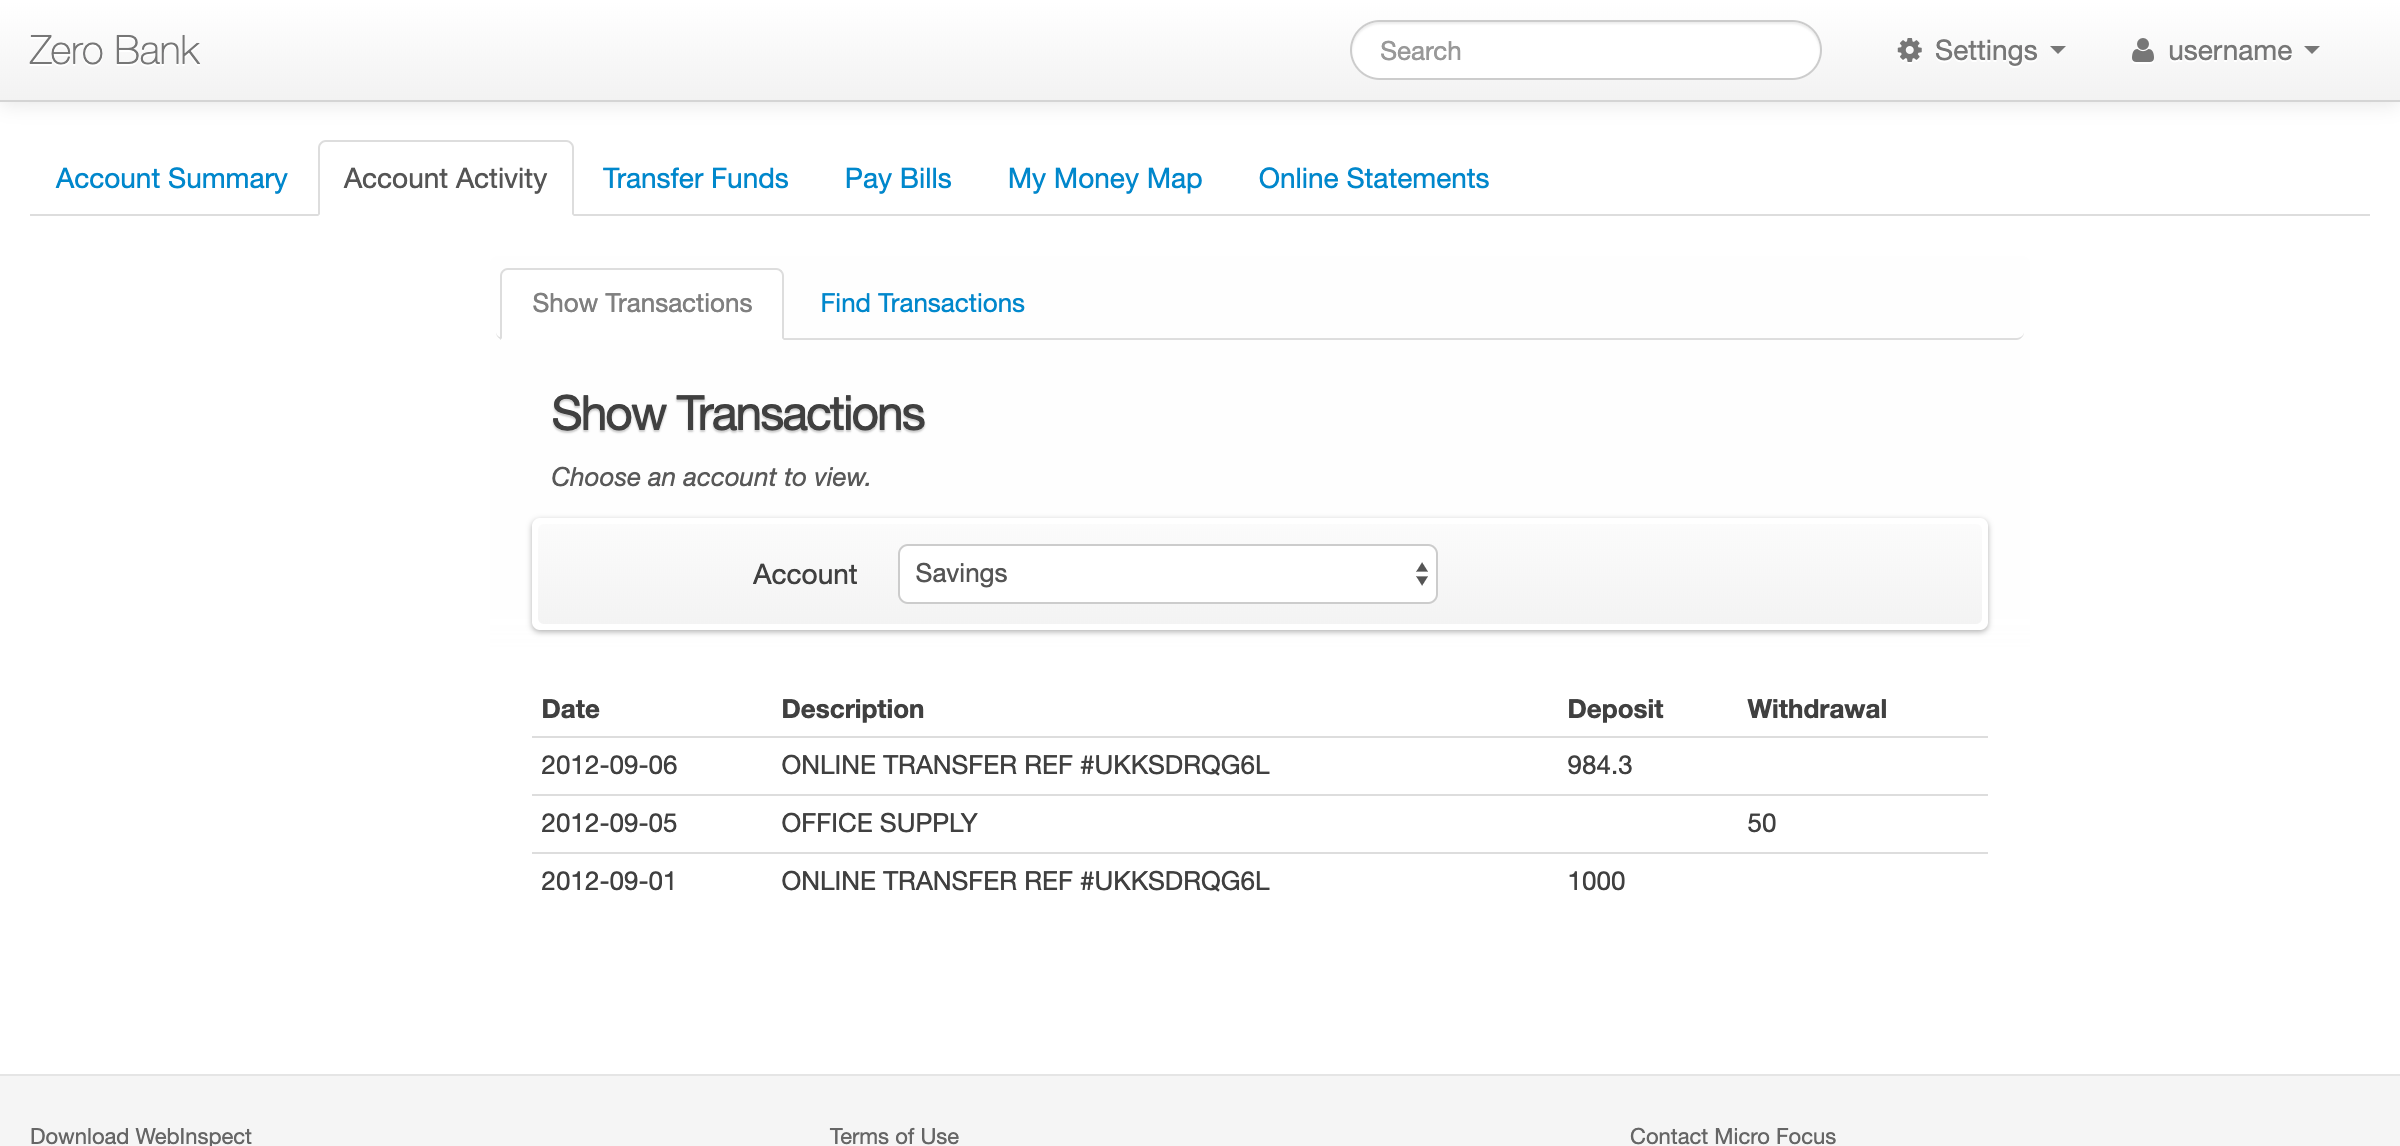 Zero Bank Search Settings username
Account Summary Account Activity Transfer Funds Pay Bills My Money Map Online Statements
Show Transactions Find Transactions
Show Transactions
Choose an account to view.
Account Savings
Date Description Deposit Withdrawal
2012-09-06 ONLINE TRANSFER REF #UKKSDRQG6L 984.3
2012-09-05 OFFICE SUPPLY 50
2012-09-01 ONLINE TRANSFER REF #UKKSDRQG6L 1000
Download WebInspect Terms of Use Contact Micro Focus